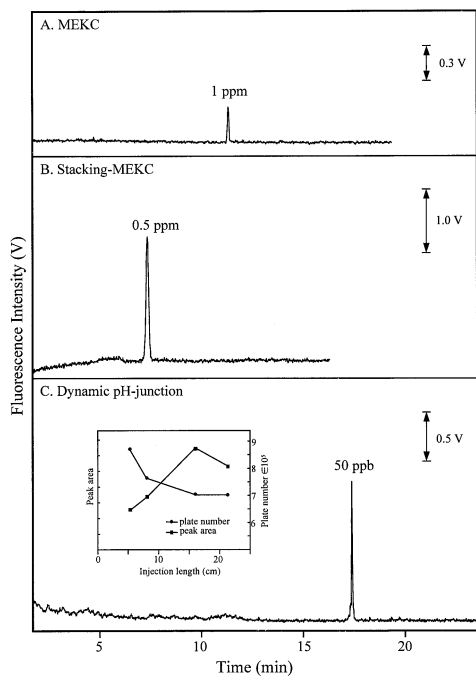 A. MEKC
0.3 V
1 ppm
B. Stacking-MEKC
1.0 V
0.5 ppm
C. Dynamic pH-junction
0.5 V
50 ppb
Fluorescence Intensity (V)
Peak area
9
8
7
6
Plate number ∈10⁵
plate number
peak area
0 5 10 15 20
Injection length (cm)
5 10 15 20
Time (min)